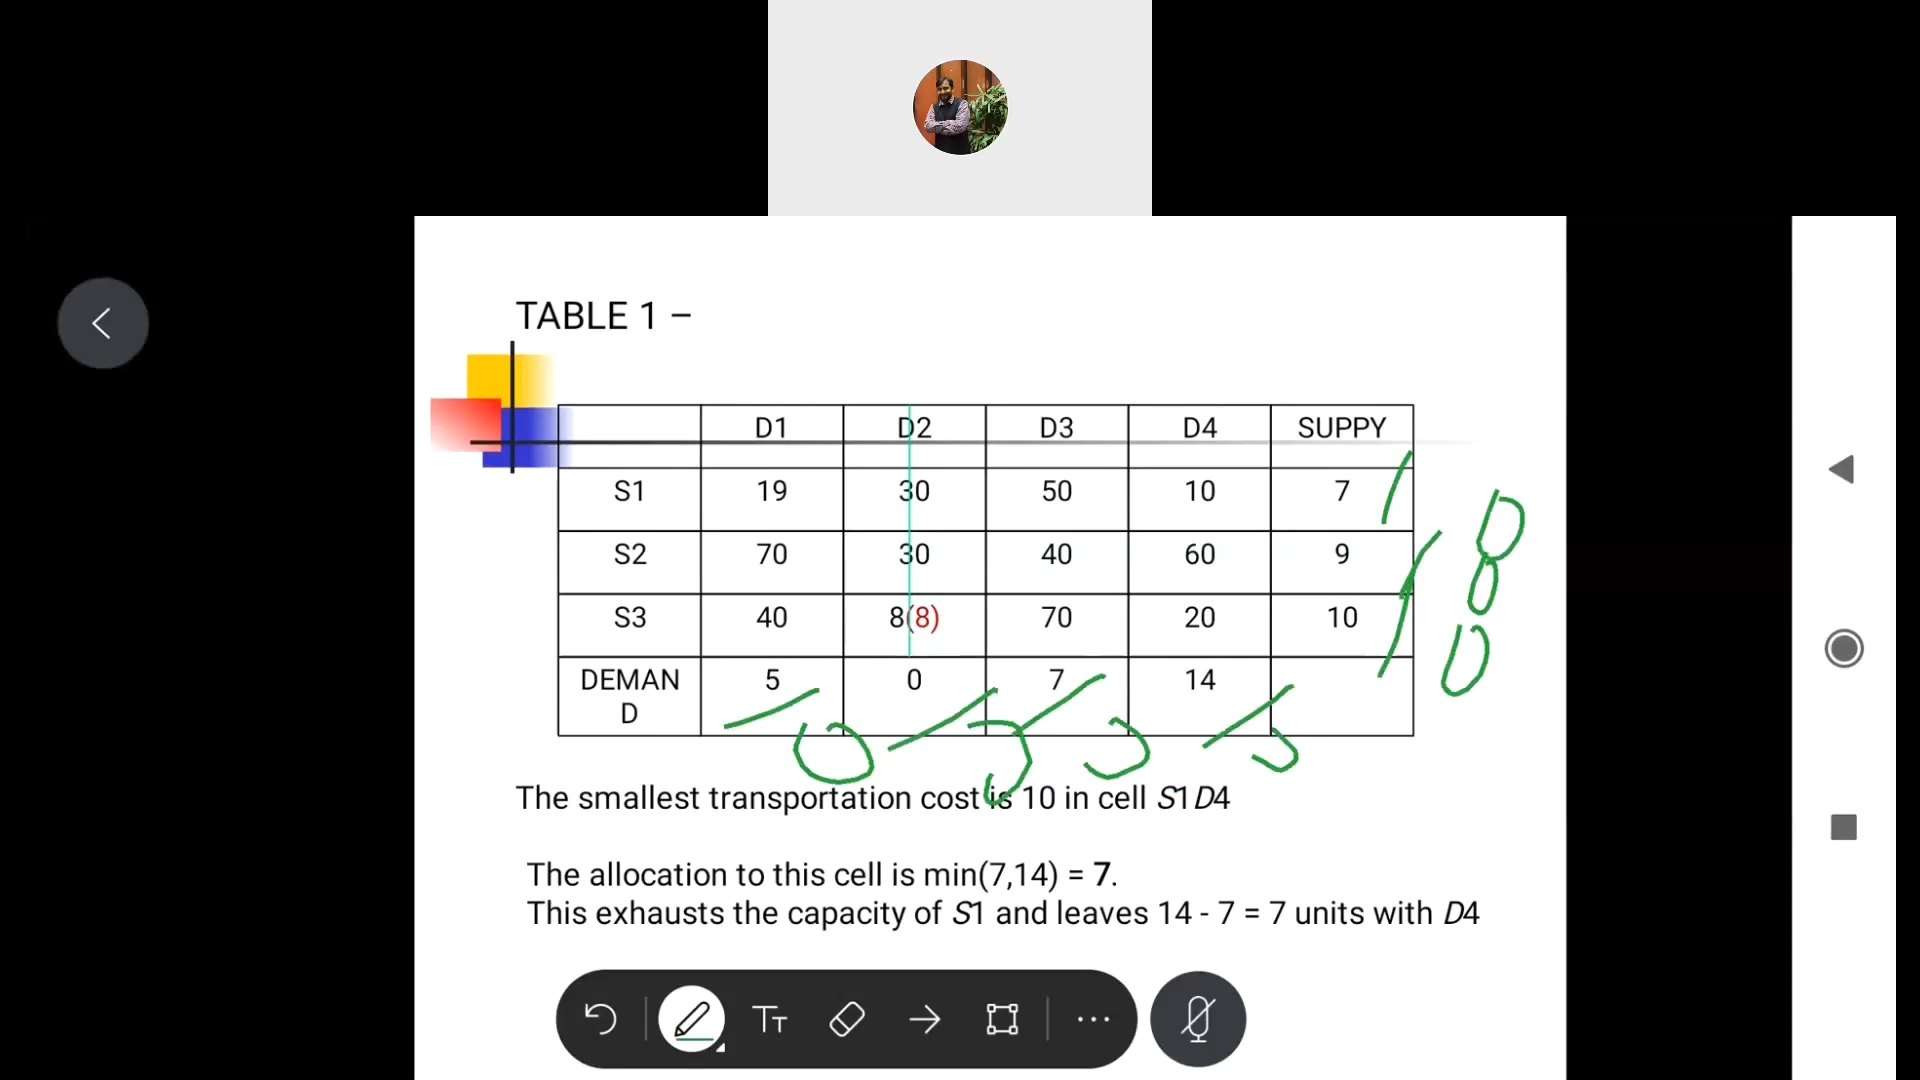 TABLE 1 –
D1 D2 D3 D4 SUPPY
S1 19 30 50 10 7
S2 70 30 40 60 9
S3 40 8(8) 70 20 10
DEMAN 5 0 7 14
D
The smallest transportation cost is 10 in cell S1D4
The allocation to this cell is min(7,14) = 7.
This exhausts the capacity of S1 and leaves 14 - 7 = 7 units with D4
TT